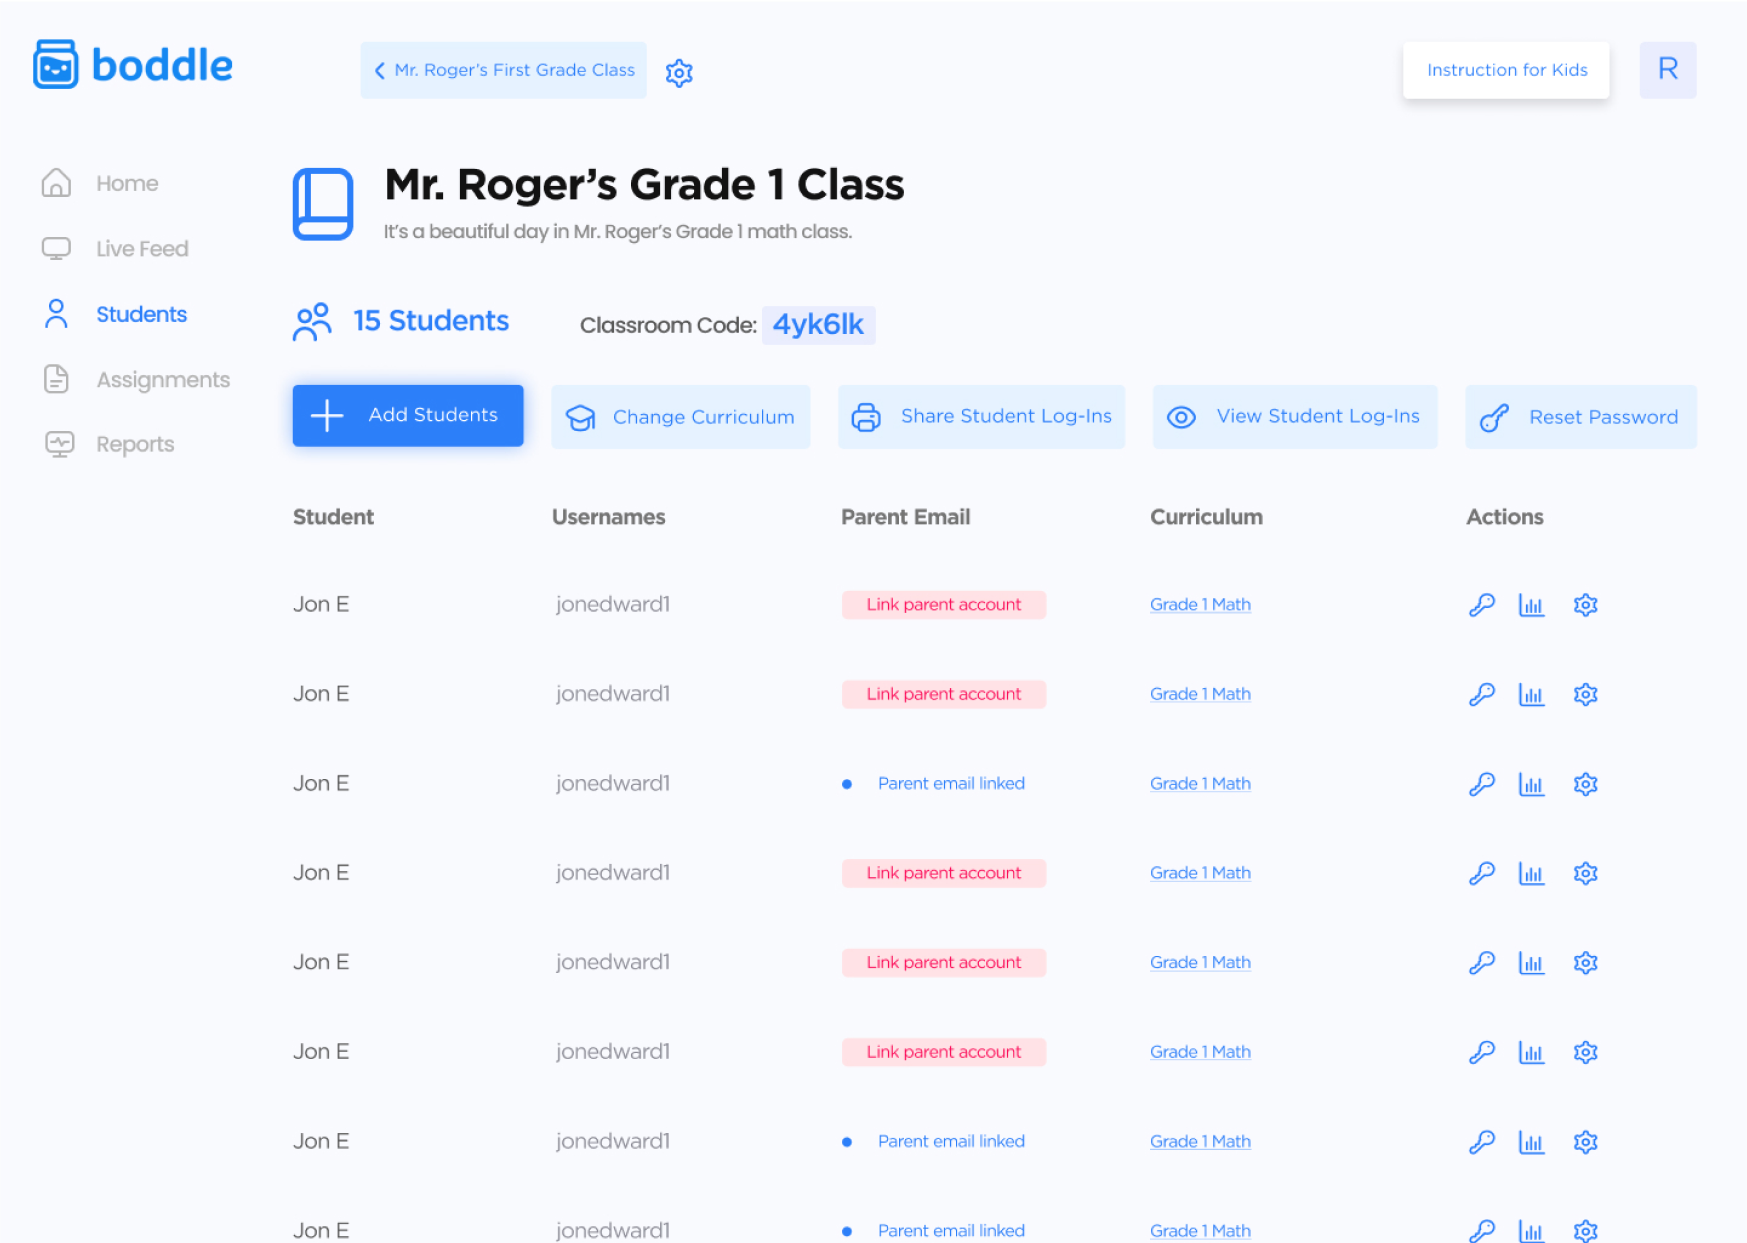 boddle
Mr. Roger's First Grade Class
Instruction for Kids
R
Home
Live Feed
Students
Assignments
Reports
Mr. Roger’s Grade 1 Class
It’s a beautiful day in Mr. Roger’s Grade 1 math class.
15 Students
Classroom Code: 4yk6lk
Add Students
Change Curriculum
Share Student Log-Ins
View Student Log-Ins
Reset Password
Student Usernames Parent Email Curriculum Actions
Jon E jonedward1 Link parent account Grade 1 Math
Jon E jonedward1 Link parent account Grade 1 Math
Jon E jonedward1 Parent email linked Grade 1 Math
Jon E jonedward1 Link parent account Grade 1 Math
Jon E jonedward1 Link parent account Grade 1 Math
Jon E jonedward1 Link parent account Grade 1 Math
Jon E jonedward1 Parent email linked Grade 1 Math
Jon E jonedward1 Parent email linked Grade 1 Math